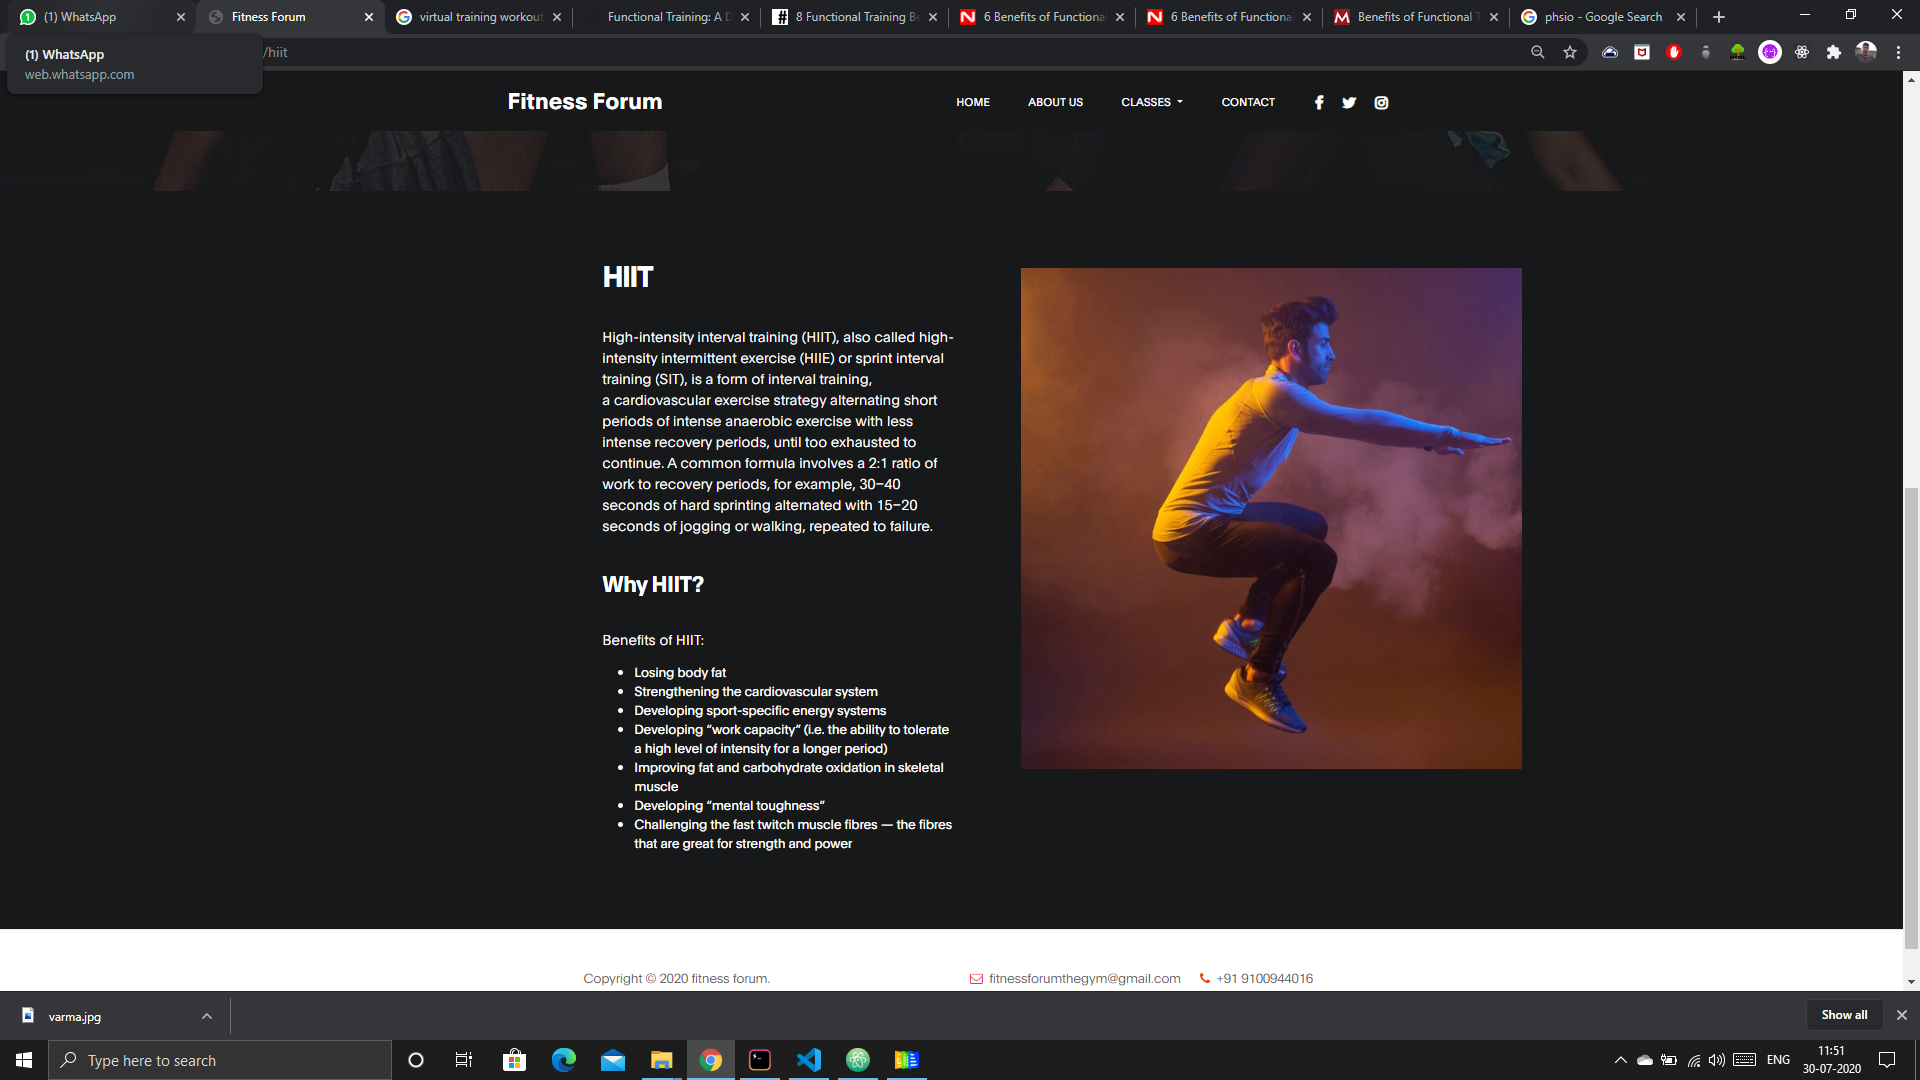 (1) WhatsApp
Fitness Forum
virtual training workout
Functional Training: A D
8 Functional Training Be
6 Benefits of Functiona
6 Benefits of Functiona
Benefits of Functional T
phsio - Google Search
(1) WhatsApp
web.whatsapp.com
/hiit
Fitness Forum
HOME
ABOUT US
CLASSES
CONTACT
HIIT
High-intensity interval training (HIIT), also called high-
intensity intermittent exercise (HIIE) or sprint interval
training (SIT), is a form of interval training,
a cardiovascular exercise strategy alternating short
periods of intense anaerobic exercise with less
intense recovery periods, until too exhausted to
continue. A common formula involves a 2:1 ratio of
work to recovery periods, for example, 30–40
seconds of hard sprinting alternated with 15–20
seconds of jogging or walking, repeated to failure.
Why HIIT?
Benefits of HIIT:
• Losing body fat
• Strengthening the cardiovascular system
• Developing sport-specific energy systems
• Developing “work capacity” (i.e. the ability to tolerate
a high level of intensity for a longer period)
• Improving fat and carbohydrate oxidation in skeletal
muscle
• Developing “mental toughness”
• Challenging the fast twitch muscle fibres — the fibres
that are great for strength and power
Copyright © 2020 fitness forum.
fitnessforumthegym@gmail.com
+91 9100944016
varma.jpg
Show all
Type here to search
ENG
11:51
30-07-2020